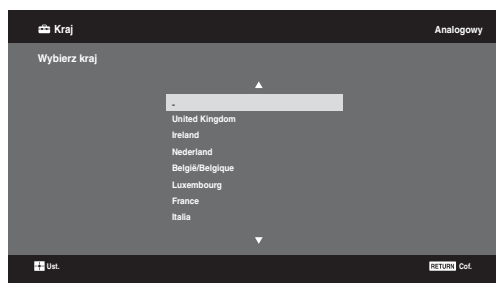 Kraj
Analogowy
Wybierz kraj
-
United Kingdom
Ireland
Nederland
België/Belgique
Luxembourg
France
Italia
Ust.
RETURN Cof.